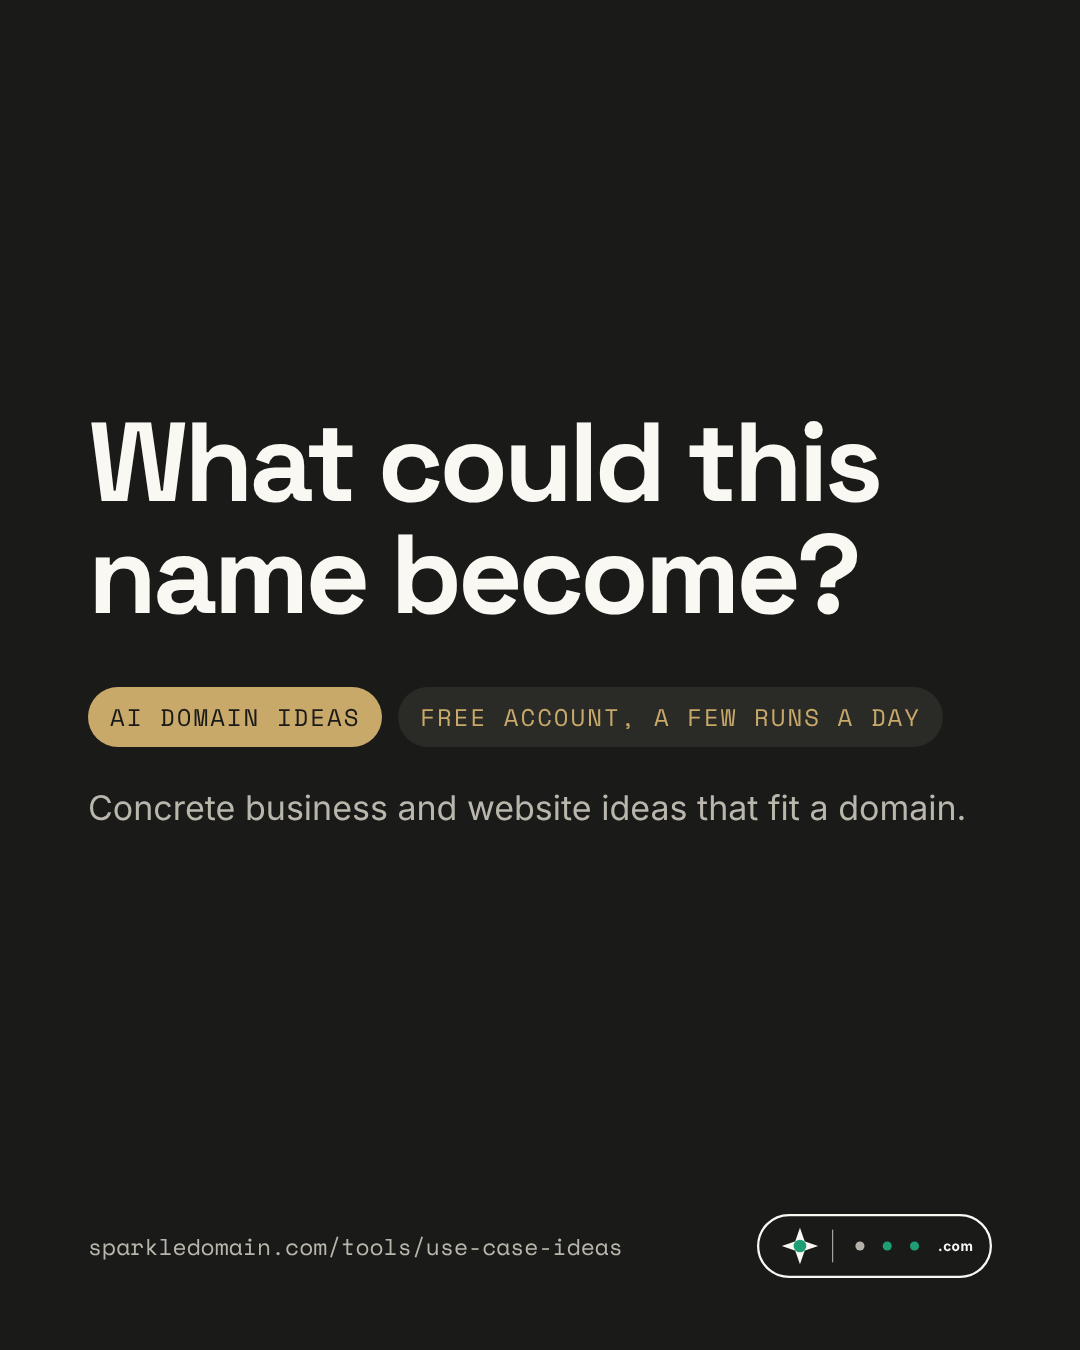 What could this
name become?
AI DOMAIN IDEAS
FREE ACCOUNT, A FEW RUNS A DAY
Concrete business and website ideas that fit a domain.
sparkledomain.com/tools/use-case-ideas
.com